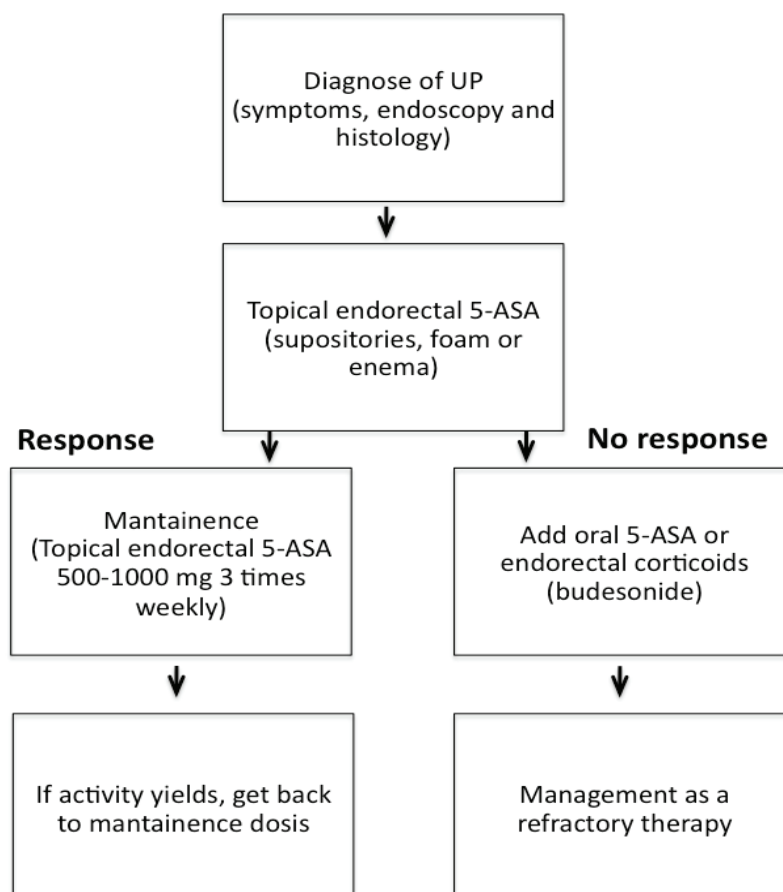 Diagnose of UP
(symptoms, endoscopy and
histology)
Topical endorectal 5-ASA
(supositories, foam or
enema)
Response
No response
Mantainence
(Topical endorectal 5-ASA
500-1000 mg 3 times
weekly)
Add oral 5-ASA or
endorectal corticoids
(budesonide)
If activity yields, get back
to mantainence dosis
Management as a
refractory therapy